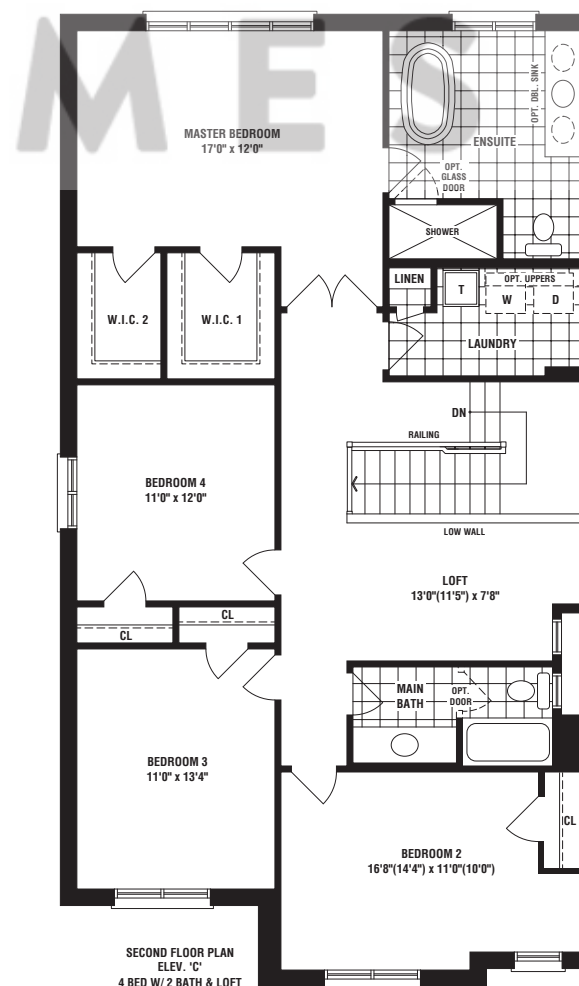 MES
MASTER BEDROOM
17'0" x 12'0"
OPT. DBL. SINK
ENSUITE
OPT.
GLASS
DOOR
SHOWER
W.I.C. 2
W.I.C. 1
LINEN
T
OPT. UPPERS
W
D
LAUNDRY
DN
RAILING
BEDROOM 4
11'0" x 12'0"
LOW WALL
LOFT
13'0"(11'5") x 7'8"
CL
CL
MAIN
BATH
OPT.
DOOR
BEDROOM 3
11'0" x 13'4"
CL
BEDROOM 2
16'8"(14'4") x 11'0"(10'0")
SECOND FLOOR PLAN
ELEV. 'C'
4 BED W/ 2 BATH & LOFT